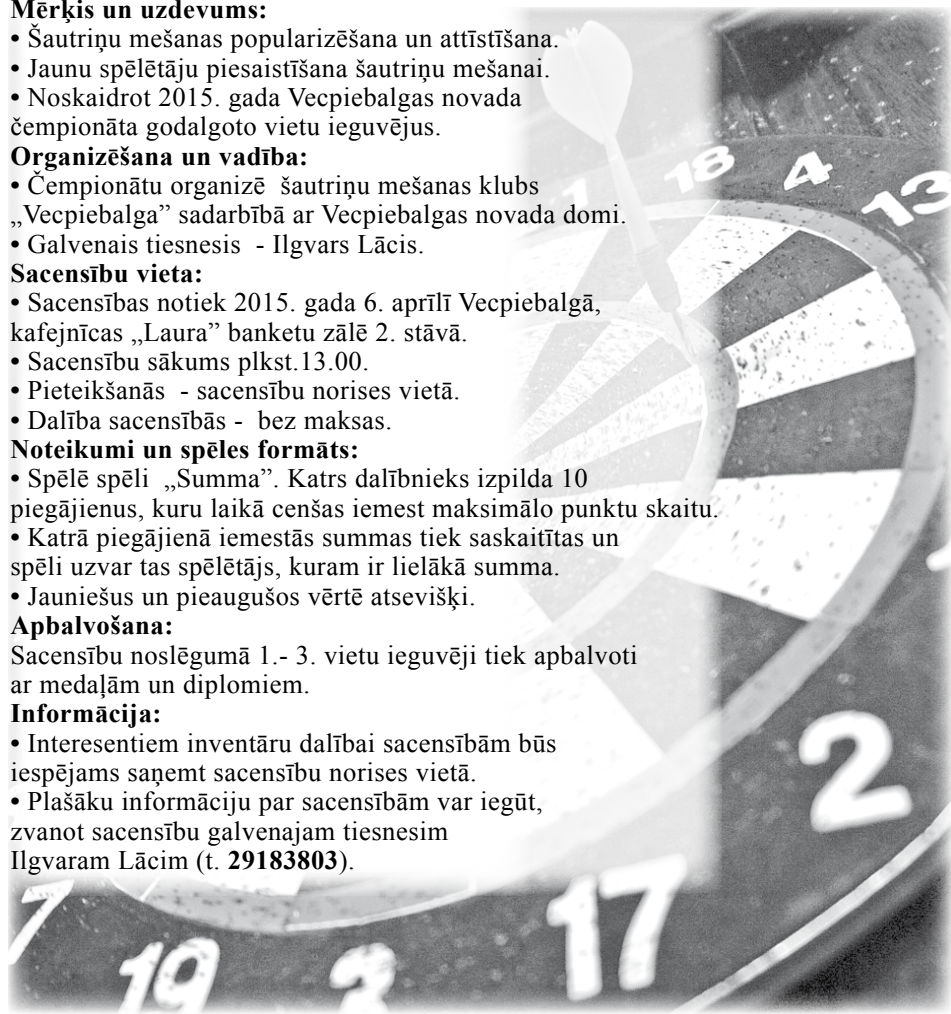 Mērķis un uzdevums:
• Šautriņu mešanas popularizēšana un attīstīšana.
• Jaunu spēlētāju piesaistīšana šautriņu mešanai.
• Noskaidrot 2015. gada Vecpiebalgas novada
čempionāta godalgoto vietu ieguvējus.
Organizēšana un vadība:
• Čempionātu organizē  šautriņu mešanas klubs
„Vecpiebalga” sadarbībā ar Vecpiebalgas novada domi.
• Galvenais tiesnesis  - Ilgvars Lācis.
Sacensību vieta:
• Sacensības notiek 2015. gada 6. aprīlī Vecpiebalgā,
kafejnīcas „Laura” banketu zālē 2. stāvā.
• Sacensību sākums plkst.13.00.
• Pieteikšanās  - sacensību norises vietā.
• Dalība sacensībās -  bez maksas.
Noteikumi un spēles formāts:
• Spēlē spēli  „Summa”. Katrs dalībnieks izpilda 10
piegājienus, kuru laikā cenšas iemest maksimālo punktu skaitu.
• Katrā piegājienā iemestās summas tiek saskaitītas un
spēli uzvar tas spēlētājs, kuram ir lielākā summa.
• Jauniešus un pieaugušos vērtē atsevišķi.
Apbalvošana:
Sacensību noslēgumā 1.- 3. vietu ieguvēji tiek apbalvoti
ar medaļām un diplomiem.
Informācija:
• Interesentiem inventāru dalībai sacensībām būs
iespējams saņemt sacensību norises vietā.
• Plašāku informāciju par sacensībām var iegūt,
zvanot sacensību galvenajam tiesnesim
Ilgvaram Lācim (t. 29183803).
1 18 4 13
2
17
7 19 3